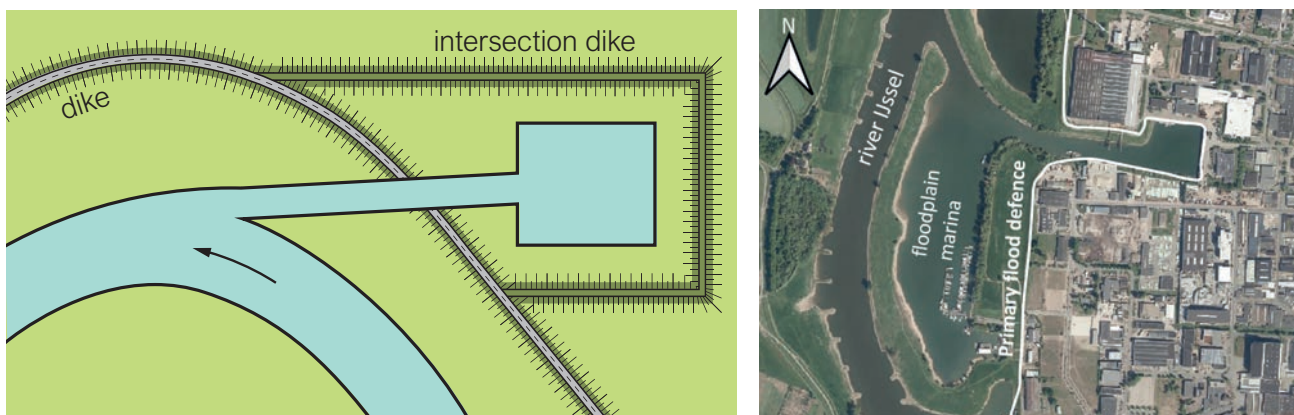 intersection dike
dike
N
river IJssel
floodplain
marina
Primary flood defence